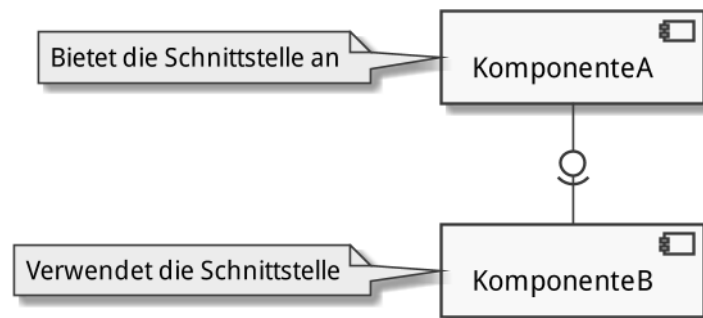 Bietet die Schnittstelle an
KomponenteA
Verwendet die Schnittstelle
KomponenteB